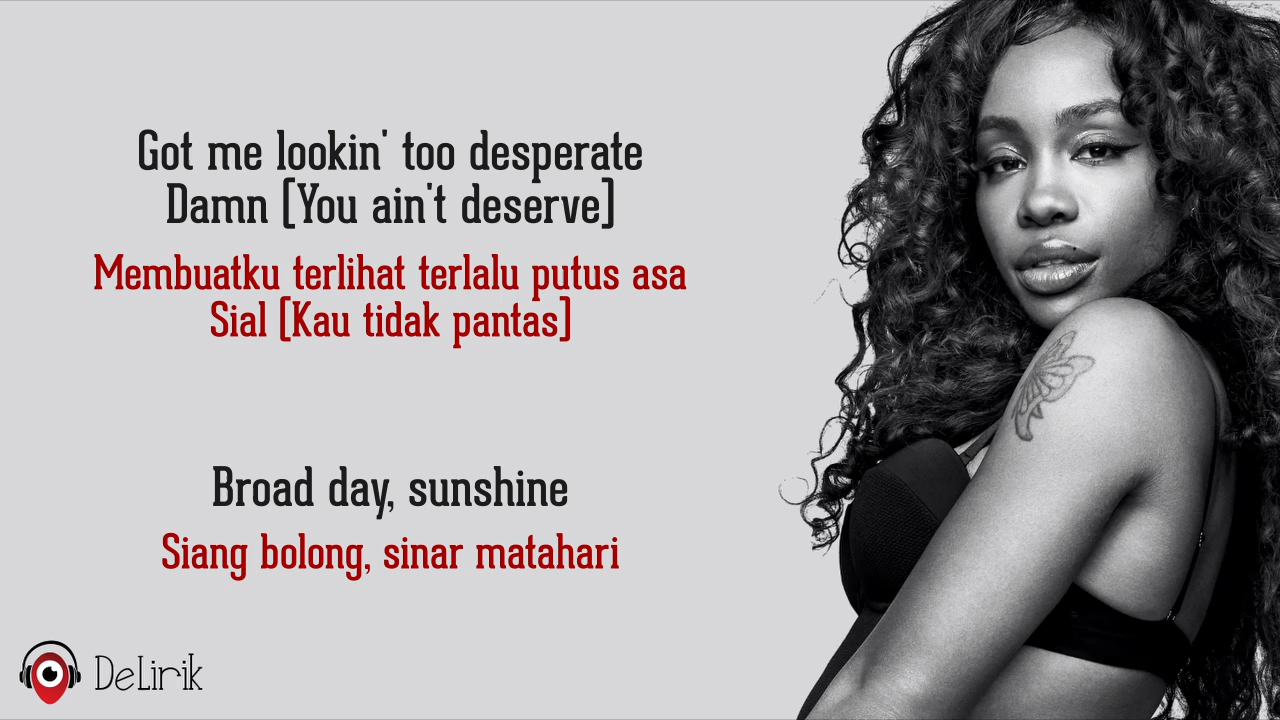 Got me lookin' too desperate
Damn [You ain't deserve]
Membuatku terlihat terlalu putus asa
Sial [Kau tidak pantas]
Broad day, sunshine
Siang bolong, sinar matahari
DeLirik